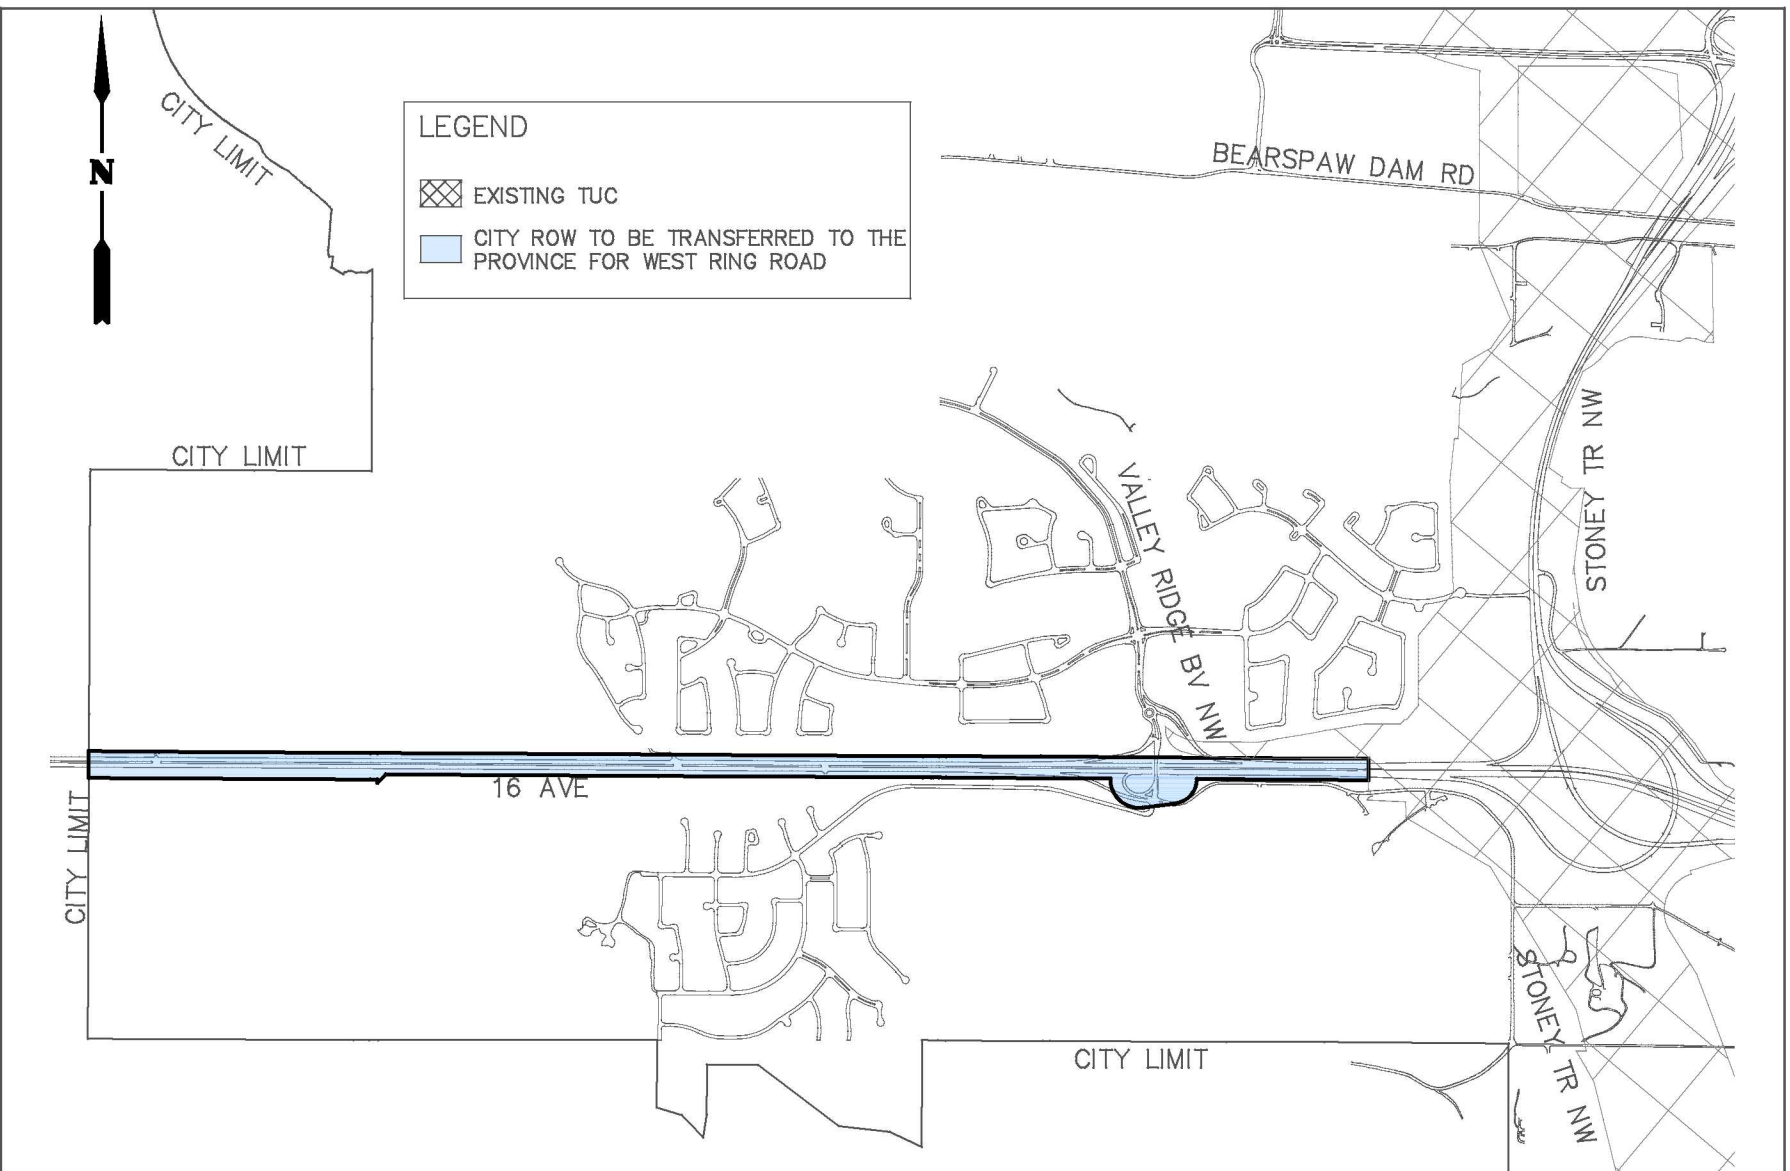 CITY LIMIT
N
LEGEND
EXISTING TUC
CITY ROW TO BE TRANSFERRED TO THE
PROVINCE FOR WEST RING ROAD
BEARSPAW DAM RD
STONEY TR NW
CITY LIMIT
VALLEY RIDGE BV NW
16 AVE
CITY LIMIT
STONEY TR NW
CITY LIMIT